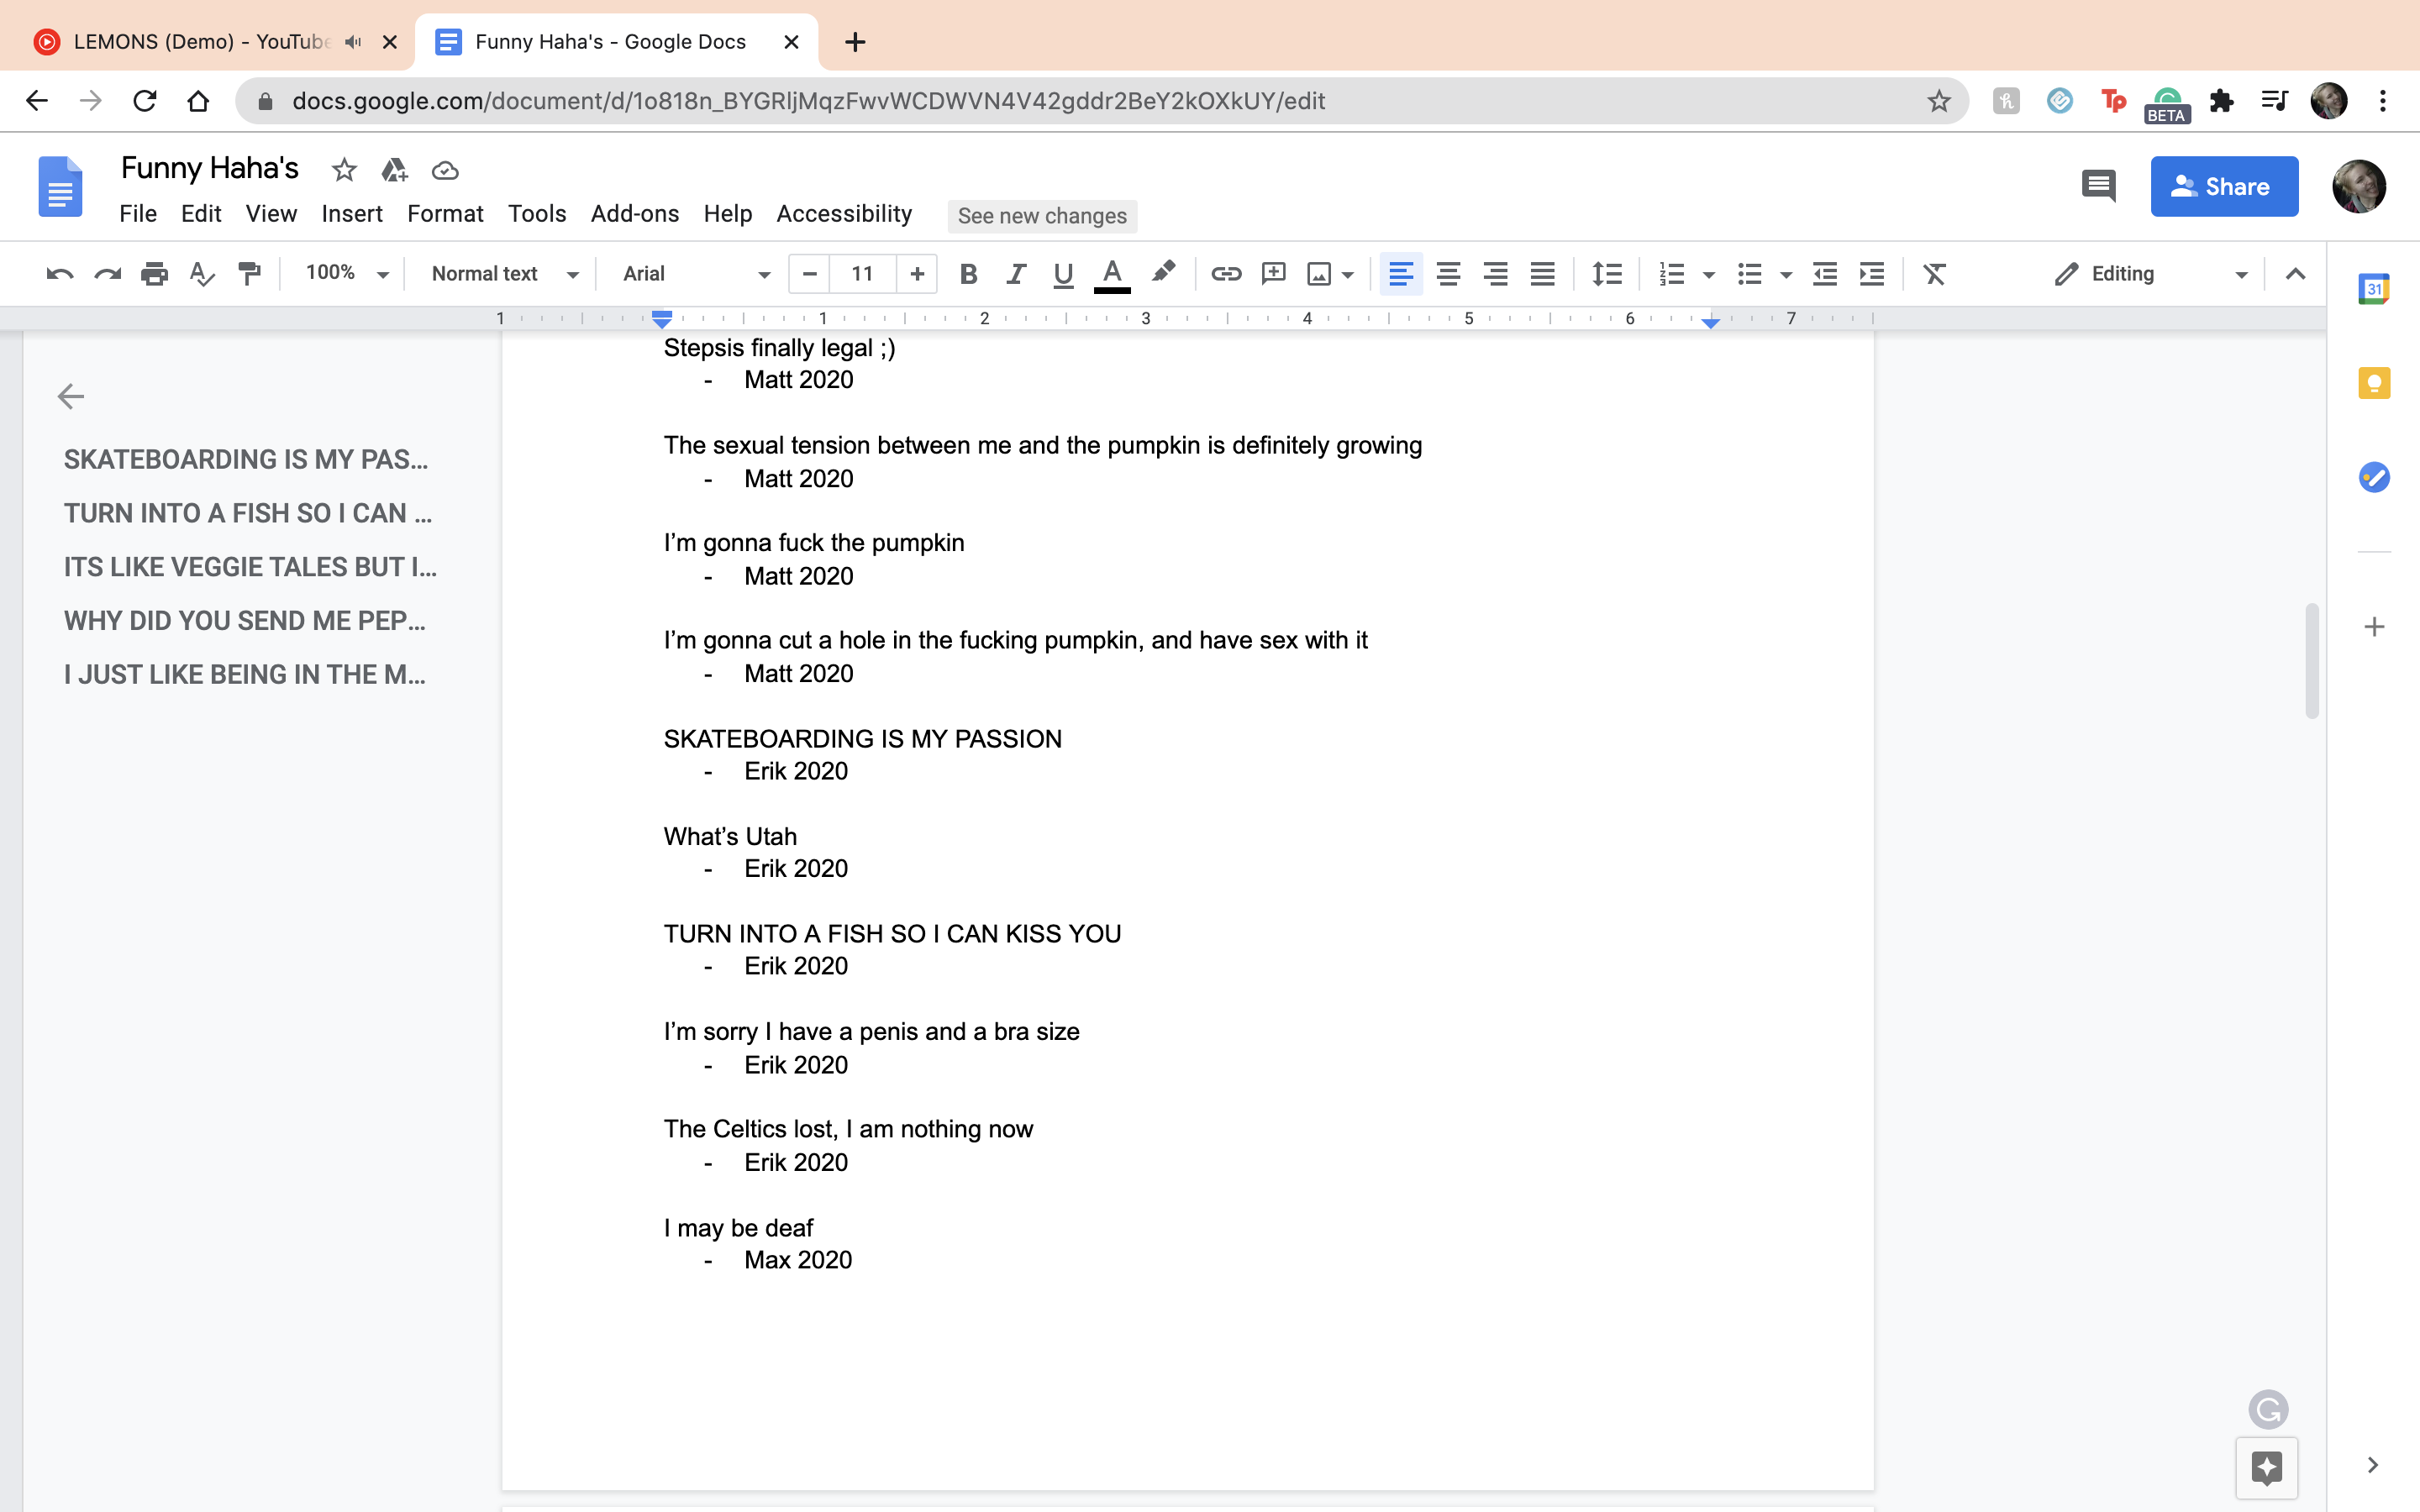 LEMONS (Demo) - YouTube
Funny Haha's - Google Docs
docs.google.com/document/d/1o818n_BYGRljMqzFwvWCDWVN4V42gddr2BeY2kOXkUY/edit
Tp
BETA
Funny Haha's
File Edit View Insert Format Tools Add-ons Help Accessibility See new changes
Share
100% Normal text Arial 11 B I U A Editing
31
1 1 2 3 4 5 6 7
SKATEBOARDING IS MY PAS...
TURN INTO A FISH SO I CAN ...
ITS LIKE VEGGIE TALES BUT I...
WHY DID YOU SEND ME PEP...
I JUST LIKE BEING IN THE M...
Stepsis finally legal ;)
- Matt 2020
The sexual tension between me and the pumpkin is definitely growing
- Matt 2020
I’m gonna fuck the pumpkin
- Matt 2020
I’m gonna cut a hole in the fucking pumpkin, and have sex with it
- Matt 2020
SKATEBOARDING IS MY PASSION
- Erik 2020
What’s Utah
- Erik 2020
TURN INTO A FISH SO I CAN KISS YOU
- Erik 2020
I’m sorry I have a penis and a bra size
- Erik 2020
The Celtics lost, I am nothing now
- Erik 2020
I may be deaf
- Max 2020